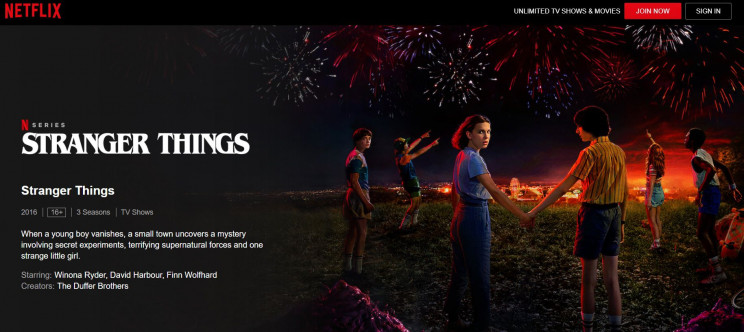 NETFLIX
UNLIMITED TV SHOWS & MOVIES JOIN NOW SIGN IN
N SERIES
STRANGER THINGS
Stranger Things
2016 16+ 3 Seasons TV Shows
When a young boy vanishes, a small town uncovers a mystery
involving secret experiments, terrifying supernatural forces and one
strange little girl.
Starring: Winona Ryder, David Harbour, Finn Wolfhard
Creators: The Duffer Brothers